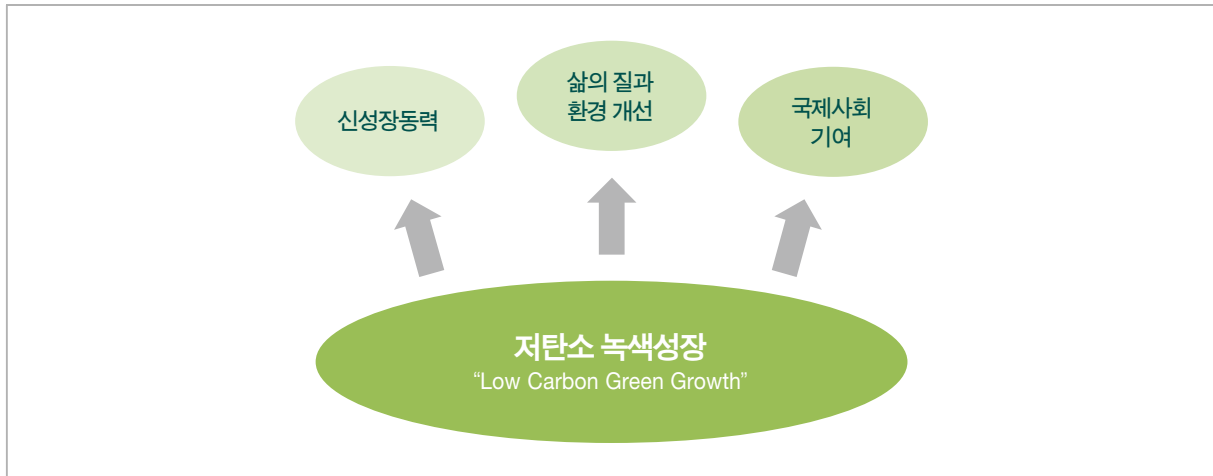 신성장동력
삶의 질과
환경 개선
국제사회
기여
저탄소 녹색성장
“Low Carbon Green Growth”